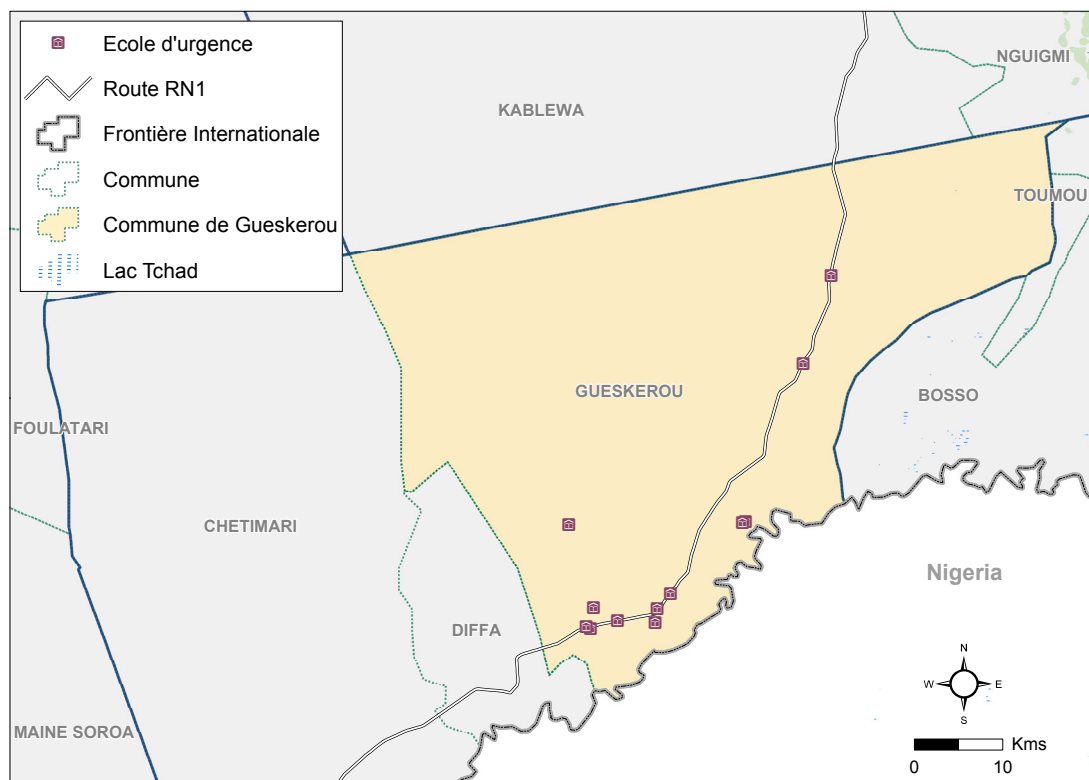 Ecole d'urgence
Route RN1
Frontière Internationale
Commune
Commune de Gueskerou
Lac Tchad
NGUIGMI
KABLEWA
TOUMOU
GUESKEROU
BOSSO
FOULATARI
CHETIMARI
Nigeria
DIFFA
MAINE SOROA
N
W E
S
Kms
0 10